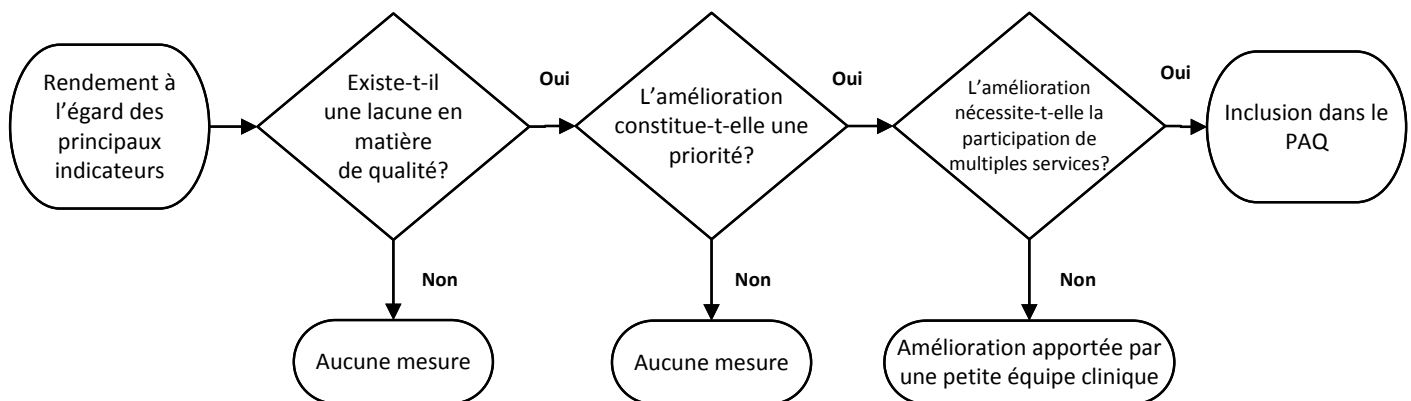 Rendement à
l’égard des
principaux
indicateurs
Existe-t-il
une lacune en
matière
de qualité?
Oui
Non
Aucune mesure
L’amélioration
constitue-t-elle une
priorité?
Oui
Non
Aucune mesure
L’amélioration
nécessite-t-elle la
participation de
multiples services?
Oui
Non
Amélioration apportée par
une petite équipe clinique
Inclusion dans le
PAQ